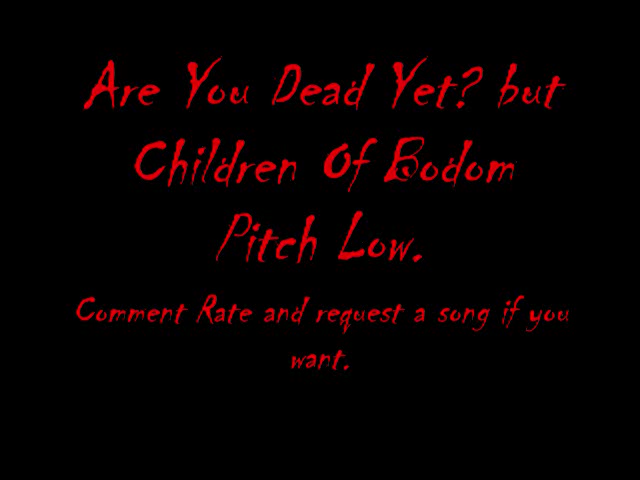 Are You Dead Yet? but
Children Of Bodom
Pitch Low.
Comment Rate and request a song if you
want.